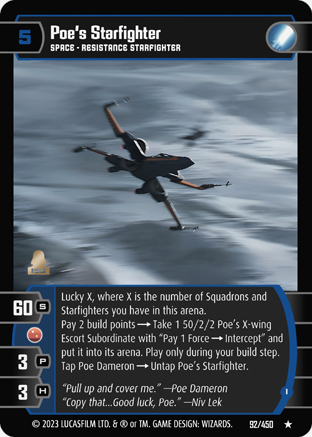 5
Poe's Starfighter
SPACE - RESISTANCE STARFIGHTER
60 S
3 P
3 H
Lucky X, where X is the number of Squadrons and
Starfighters you have in this arena.
Pay 2 build points → Take 1 50/2/2 Poe's X-wing
Escort Subordinate with "Pay 1 Force → Intercept" and
put it into its arena. Play only during your build step.
Tap Poe Dameron → Untap Poe's Starfighter.
"Pull up and cover me." —Poe Dameron
"Copy that...Good luck, Poe." —Niv Lek
1
© 2023 LUCASFILM LTD. & ® or TM. GAME DESIGN: WIZARDS. 92/450 ★